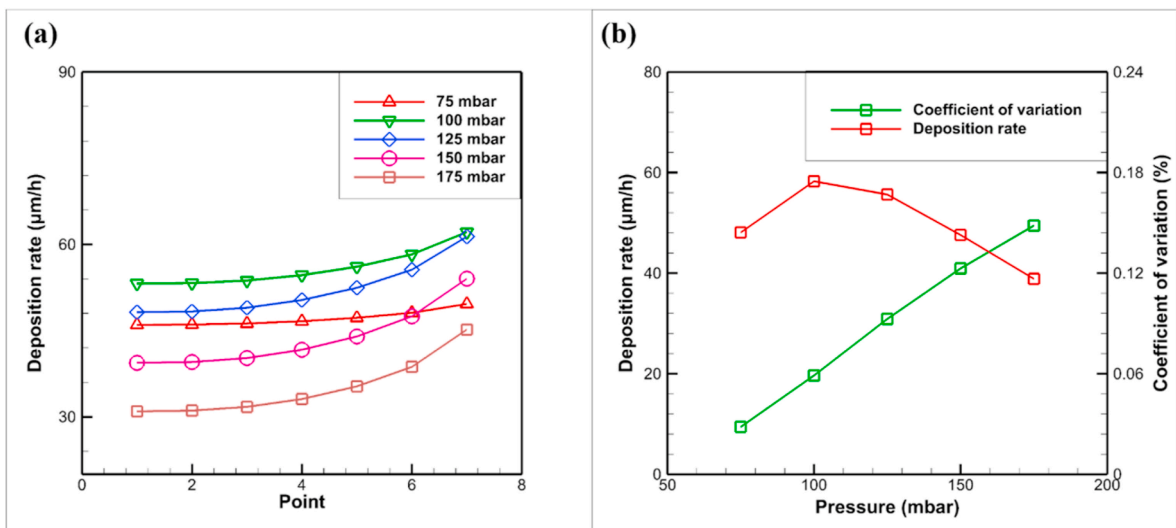 (a)
90
60
30
0
2
4
6
8
Deposition rate (μm/h)
Point
75 mbar
100 mbar
125 mbar
150 mbar
175 mbar
(b)
80
60
40
20
0
50
100
150
200
0.24
0.18
0.12
0.06
0
Deposition rate (μm/h)
Pressure (mbar)
Coefficient of variation (%)
Coefficient of variation
Deposition rate